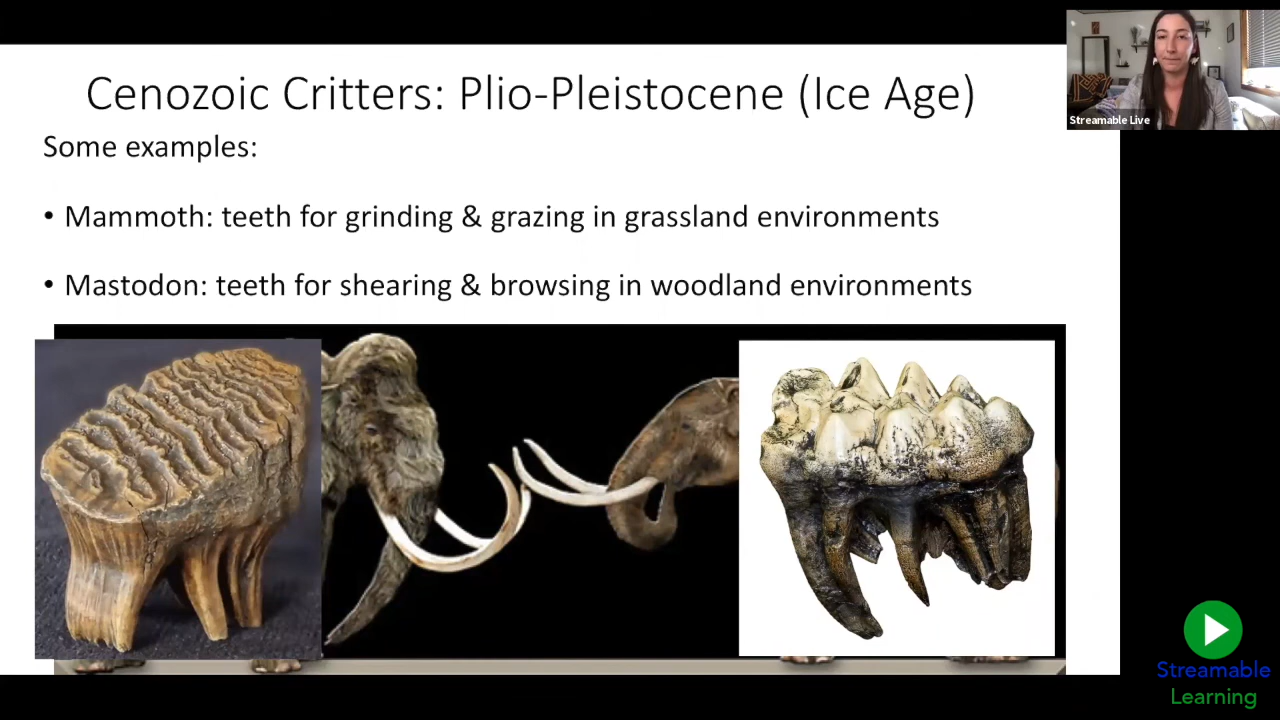 Cenozoic Critters: Plio-Pleistocene (Ice Age)
Streamable Live
Some examples:
• Mammoth: teeth for grinding & grazing in grassland environments
• Mastodon: teeth for shearing & browsing in woodland environments
Streamable
Learning